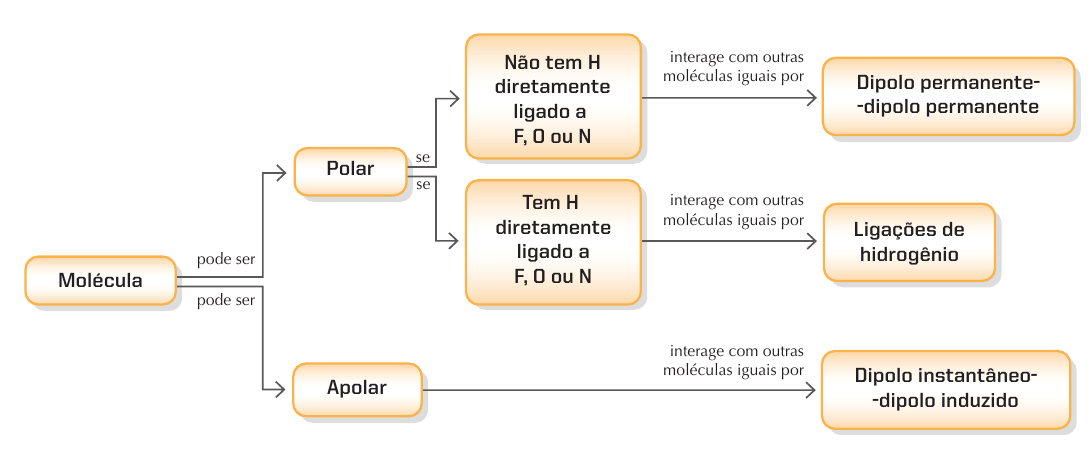 Molécula
pode ser
pode ser
Polar
se
se
Não tem H
diretamente
ligado a
F, O ou N
interage com outras
moléculas iguais por
Dipolo permanente-
-dipolo permanente
Tem H
diretamente
ligado a
F, O ou N
interage com outras
moléculas iguais por
Ligações de
hidrogênio
Apolar
interage com outras
moléculas iguais por
Dipolo instantâneo-
-dipolo induzido